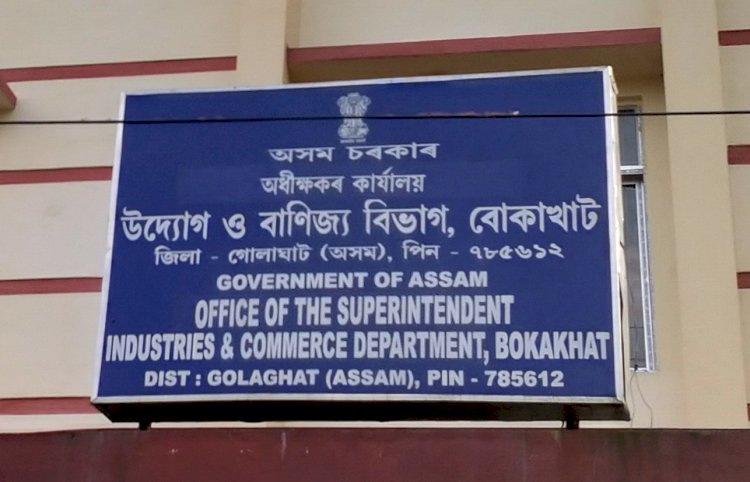 অসম চৰকাৰ
অধীক্ষকৰ কাৰ্যালয়
উদ্যোগ ও বাণিজ্য বিভাগ, বোকাখাট
জিলা - গোলাঘাট (অসম), পিন - ৭৮৫৬১২
GOVERNMENT OF ASSAM
OFFICE OF THE SUPERINTENDENT
INDUSTRIES & COMMERCE DEPARTMENT, BOKAKHAT
DIST : GOLAGHAT (ASSAM), PIN - 785612